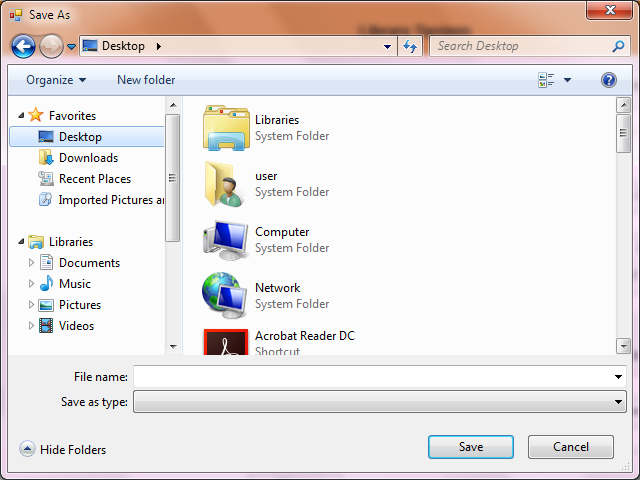 Save As
Library System
Desktop
Search Desktop
Organize
New folder
Favorites
Desktop
Downloads
Recent Places
Imported Pictures a
Libraries
Documents
Music
Pictures
Videos
Libraries
System Folder
user
System Folder
Computer
System Folder
Network
System Folder
Acrobat Reader DC
Shortcut
File name:
Save as type:
Hide Folders
Save
Cancel